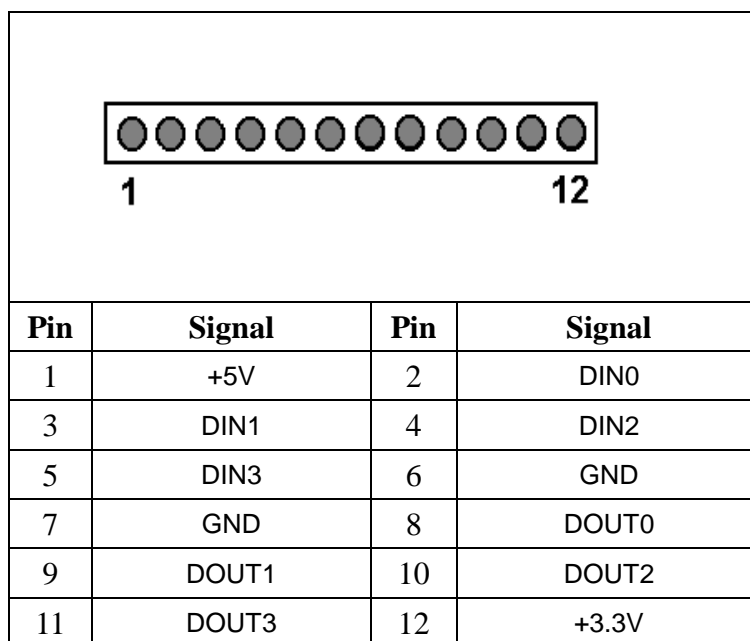 1 12
Pin Signal Pin Signal
1 +5V 2 DIN0
3 DIN1 4 DIN2
5 DIN3 6 GND
7 GND 8 DOUT0
9 DOUT1 10 DOUT2
11 DOUT3 12 +3.3V